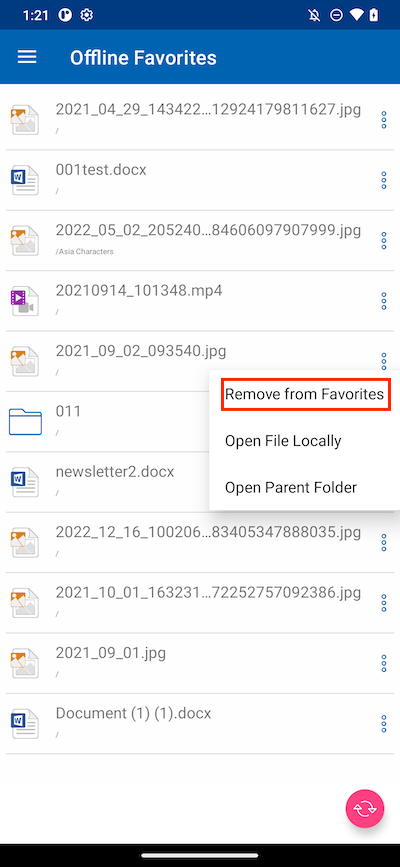 1:21
Offline Favorites
2021_04_29_143422...12924179811627.jpg
/
001test.docx
/
2022_05_02_205240...84606097907999.jpg
/Asia Characters
20210914_101348.mp4
/
2021_09_02_093540.jpg
/
Remove from Favorites
011
/
Open File Locally
newsletter2.docx
/
Open Parent Folder
2022_12_16_100206...83405347888035.jpg
/
2021_10_01_163231...72252757092386.jpg
/
2021_09_01.jpg
/
Document (1) (1).docx
/